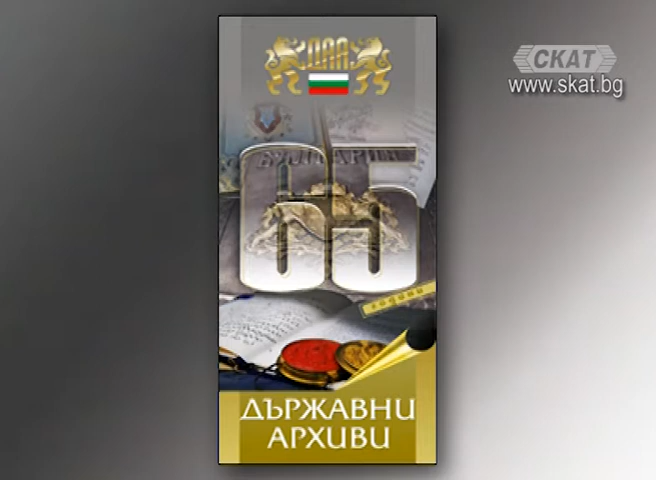 ДАА
СКАТ
www.skat.bg
БЪЛГАРИЯ
65
години
ДЪРЖАВНИ
АРХИВИ